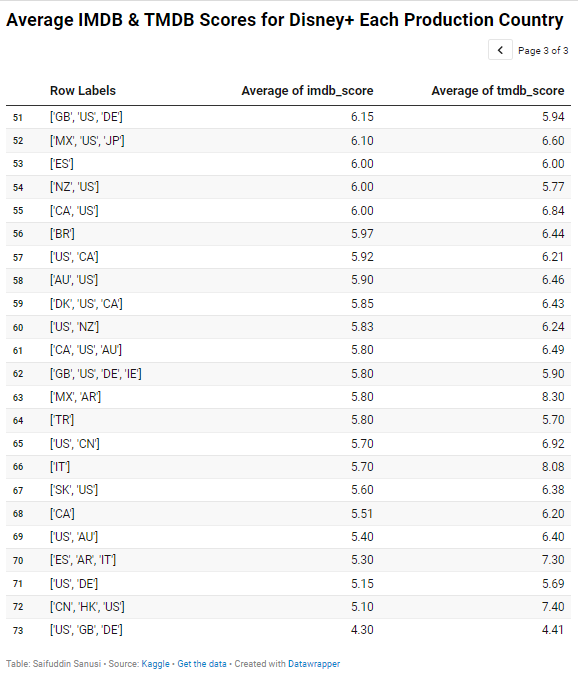 Average IMDB & TMDB Scores for Disney+ Each Production Country
Page 3 of 3
Row Labels Average of imdb_score Average of tmdb_score
51 ['GB', 'US', 'DE'] 6.15 5.94
52 ['MX', 'US', 'JP'] 6.10 6.60
53 ['ES'] 6.00 6.00
54 ['NZ', 'US'] 6.00 5.77
55 ['CA', 'US'] 6.00 6.84
56 ['BR'] 5.97 6.44
57 ['US', 'CA'] 5.92 6.21
58 ['AU', 'US'] 5.90 6.46
59 ['DK', 'US', 'CA'] 5.85 6.43
60 ['US', 'NZ'] 5.83 6.24
61 ['CA', 'US', 'AU'] 5.80 6.49
62 ['GB', 'US', 'DE', 'IE'] 5.80 5.90
63 ['MX', 'AR'] 5.80 8.30
64 ['TR'] 5.80 5.70
65 ['US', 'CN'] 5.70 6.92
66 ['IT'] 5.70 8.08
67 ['SK', 'US'] 5.60 6.38
68 ['CA'] 5.51 6.20
69 ['US', 'AU'] 5.40 6.40
70 ['ES', 'AR', 'IT'] 5.30 7.30
71 ['US', 'DE'] 5.15 5.69
72 ['CN', 'HK', 'US'] 5.10 7.40
73 ['US', 'GB', 'DE'] 4.30 4.41
Table: Saifuddin Sanusi • Source: Kaggle • Get the data • Created with Datawrapper